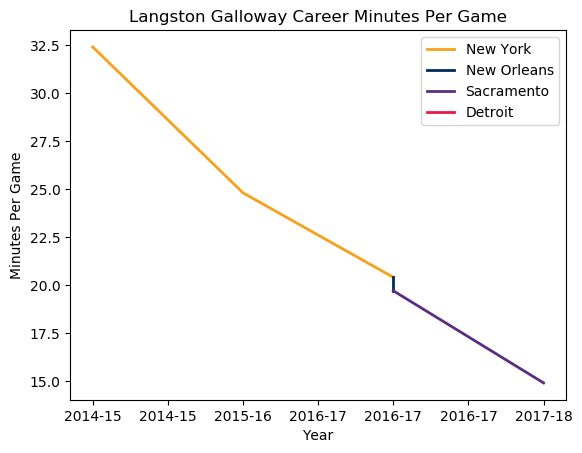 Langston Galloway Career Minutes Per Game
New York
New Orleans
Sacramento
Detroit
Minutes Per Game
32.5
30.0
27.5
25.0
22.5
20.0
17.5
15.0
2014-15 2014-15 2015-16 2016-17 2016-17 2016-17 2017-18
Year